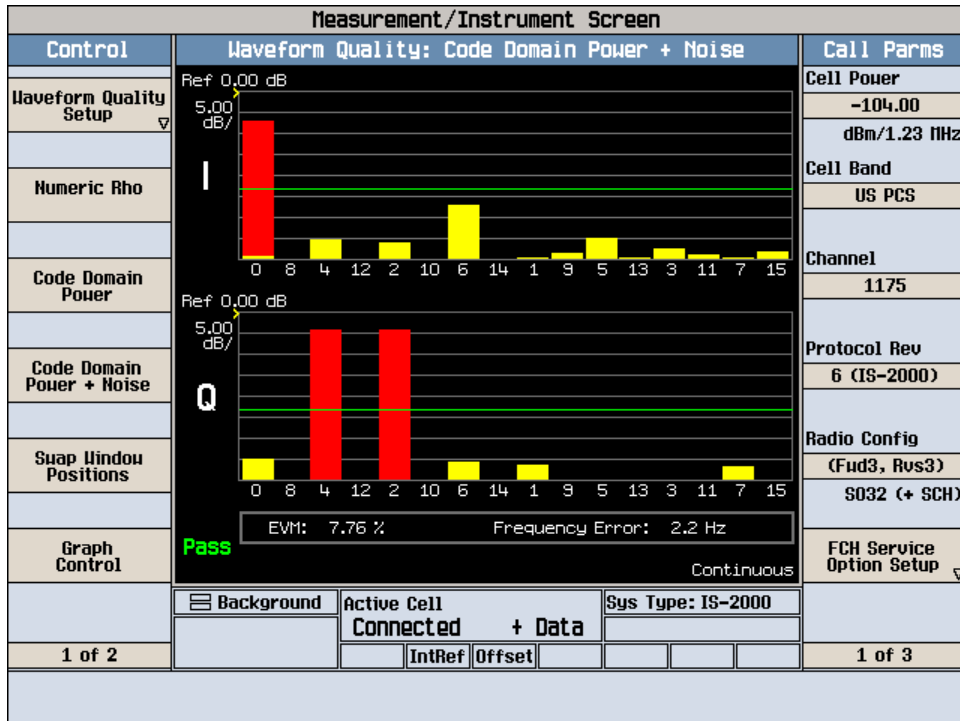 Measurement/Instrument Screen
Control
Waveform Quality: Code Domain Power + Noise
Call Parms
Waveform Quality
Setup
Numeric Rho
Code Domain
Power
Code Domain
Power + Noise
Swap Window
Positions
Graph
Control
1 of 2
Ref 0.00 dB
5.00
dB/
I
0 8 4 12 2 10 6 14 1 9 5 13 3 11 7 15
Ref 0.00 dB
5.00
dB/
Q
0 8 4 12 2 10 6 14 1 9 5 13 3 11 7 15
EVM: 7.76 % Frequency Error: 2.2 Hz
Pass
Continuous
Background
Active Cell
Connected + Data
Sys Type: IS-2000
IntRef Offset
Cell Power
-104.00
dBm/1.23 MHz
Cell Band
US PCS
Channel
1175
Protocol Rev
6 (IS-2000)
Radio Config
(Fwd3, Rvs3)
SO32 (+ SCH)
FCH Service
Option Setup
1 of 3